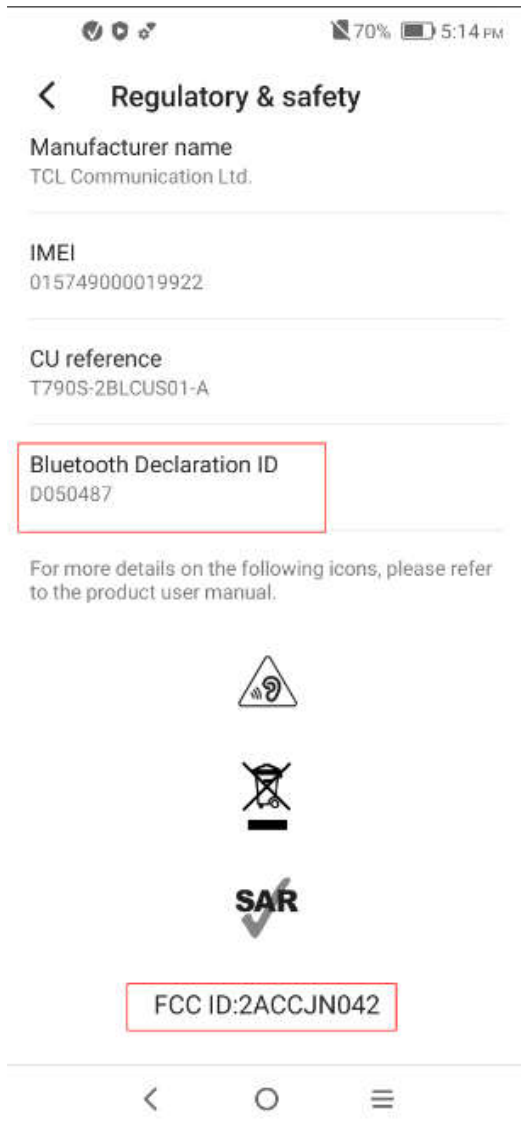 70% 5:14 PM
Regulatory & safety
Manufacturer name
TCL Communication Ltd.
IMEI
015749000019922
CU reference
T790S-2BLCUS01-A
Bluetooth Declaration ID
D050487
For more details on the following icons, please refer
to the product user manual.
SAR
FCC ID:2ACCJN042